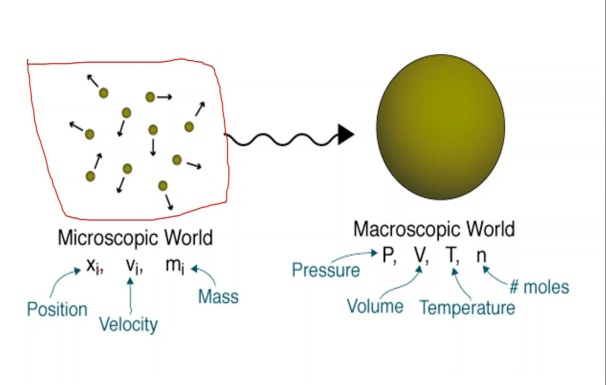 Microscopic World
xᵢ, vᵢ, mᵢ
Position
Velocity
Mass
Macroscopic World
P, V, T, n
Pressure
Volume
Temperature
# moles